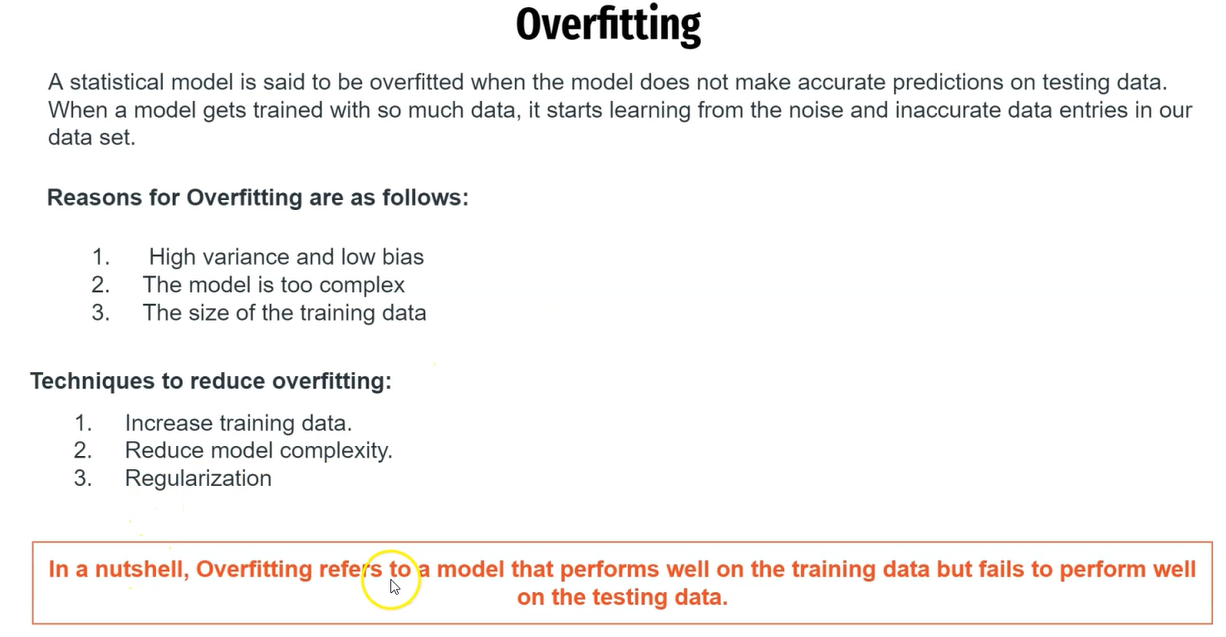 Overfitting
A statistical model is said to be overfitted when the model does not make accurate predictions on testing data.
When a model gets trained with so much data, it starts learning from the noise and inaccurate data entries in our
data set.
Reasons for Overfitting are as follows:
1. High variance and low bias
2. The model is too complex
3. The size of the training data
Techniques to reduce overfitting:
1. Increase training data.
2. Reduce model complexity.
3. Regularization
In a nutshell, Overfitting refers to a model that performs well on the training data but fails to perform well
on the testing data.